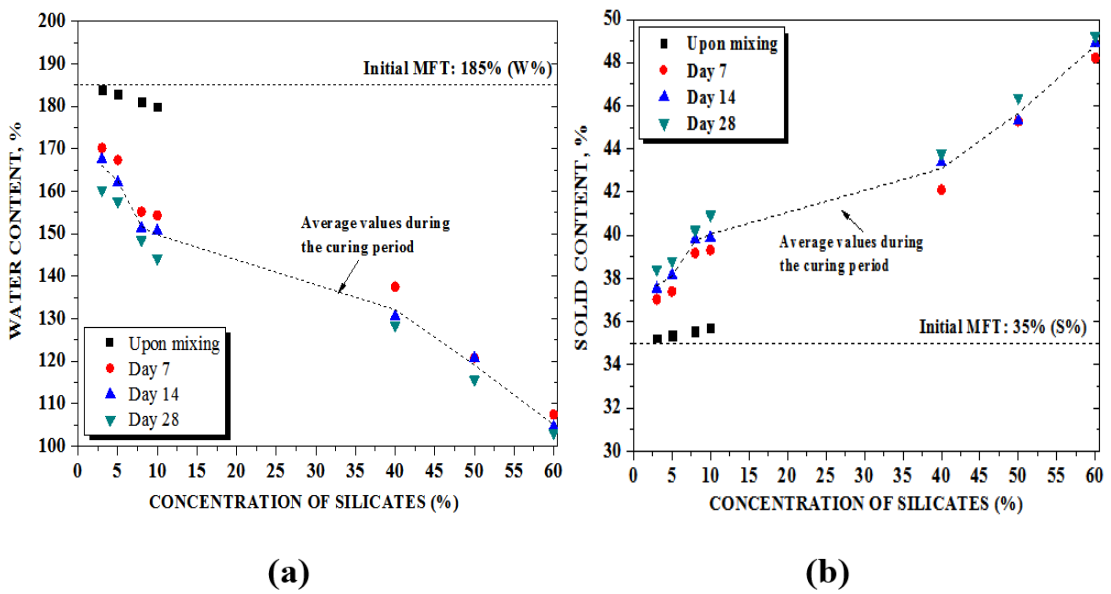 200
190
180
170
160
150
140
130
120
110
100
WATER CONTENT, %
Initial MFT: 185% (W%)
Average values during
the curing period
Upon mixing
Day 7
Day 14
Day 28
0 5 10 15 20 25 30 35 40 45 50 55 60
CONCENTRATION OF SILICATES (%)
(a)
50
48
46
44
42
40
38
36
34
32
30
SOLID CONTENT, %
Upon mixing
Day 7
Day 14
Day 28
Average values during
the curing period
Initial MFT: 35% (S%)
0 5 10 15 20 25 30 35 40 45 50 55 60
CONCENTRATION OF SILICATES (%)
(b)